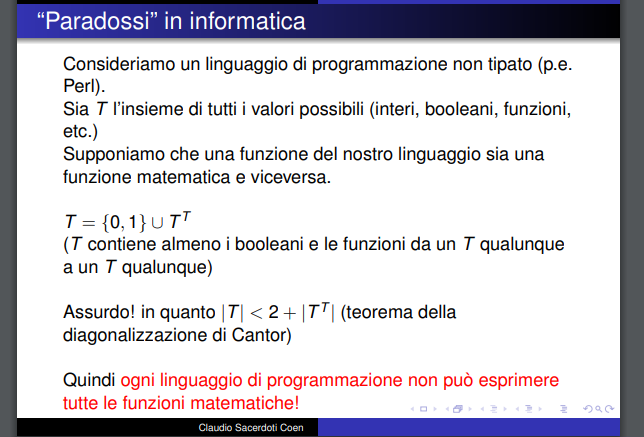 “Paradossi” in informatica
Consideriamo un linguaggio di programmazione non tipato (p.e.
Perl).
Sia T l’insieme di tutti i valori possibili (interi, booleani, funzioni,
etc.)
Supponiamo che una funzione del nostro linguaggio sia una
funzione matematica e viceversa.
T = {0, 1} ∪ T^T
(T contiene almeno i booleani e le funzioni da un T qualunque
a un T qualunque)
Assurdo! in quanto |T| < 2 + |T^T| (teorema della
diagonalizzazione di Cantor)
Quindi ogni linguaggio di programmazione non può esprimere
tutte le funzioni matematiche!
Claudio Sacerdoti Coen